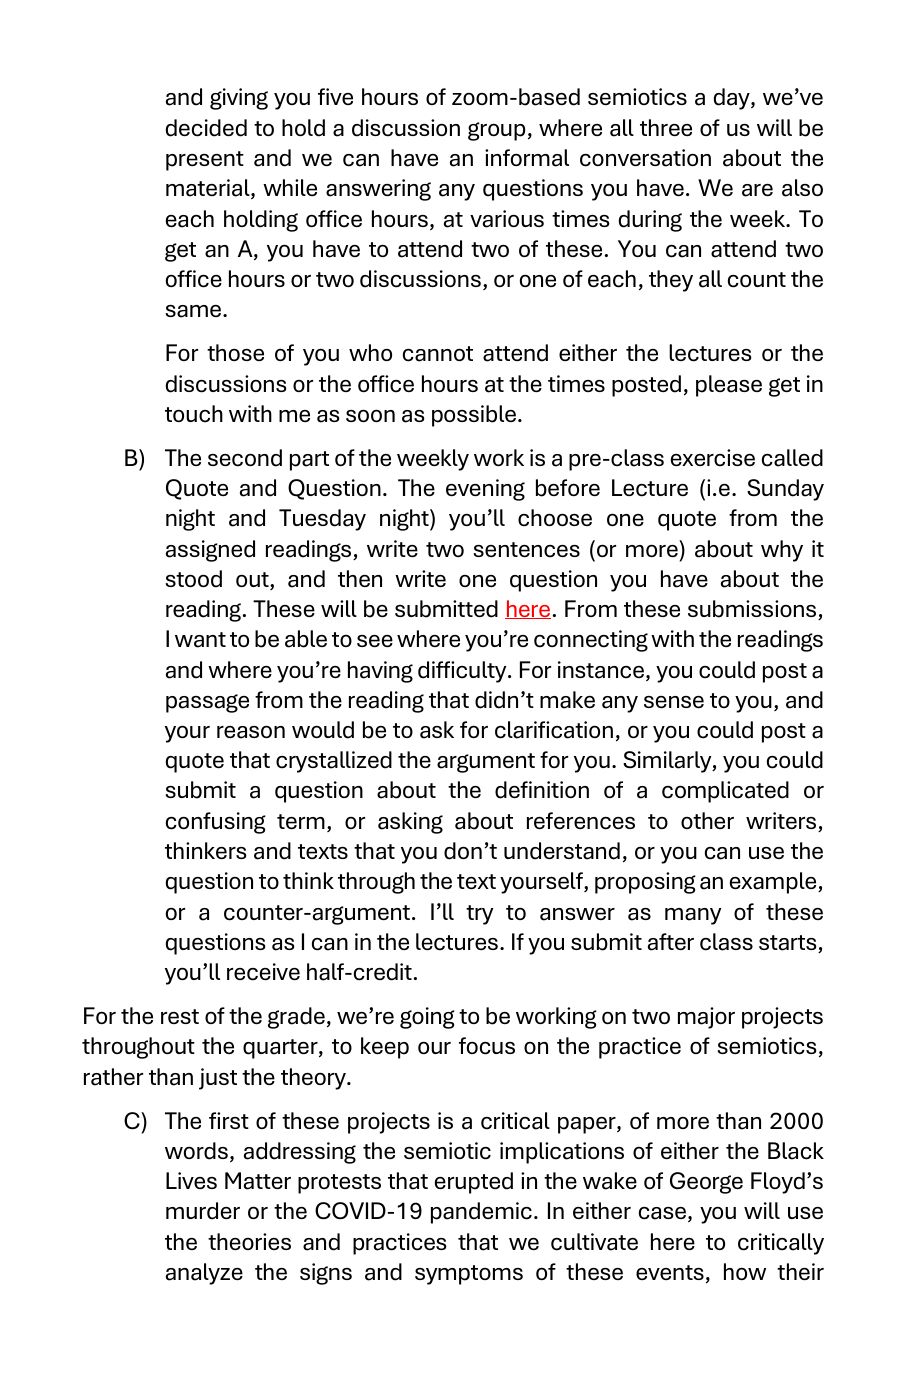 and giving you five hours of zoom-based semiotics a day, we’ve
decided to hold a discussion group, where all three of us will be
present and we can have an informal conversation about the
material, while answering any questions you have. We are also
each holding office hours, at various times during the week. To
get an A, you have to attend two of these. You can attend two
office hours or two discussions, or one of each, they all count the
same.
For those of you who cannot attend either the lectures or the
discussions or the office hours at the times posted, please get in
touch with me as soon as possible.
B) The second part of the weekly work is a pre-class exercise called
Quote and Question. The evening before Lecture (i.e. Sunday
night and Tuesday night) you’ll choose one quote from the
assigned readings, write two sentences (or more) about why it
stood out, and then write one question you have about the
reading. These will be submitted here. From these submissions,
I want to be able to see where you’re connecting with the readings
and where you’re having difficulty. For instance, you could post a
passage from the reading that didn’t make any sense to you, and
your reason would be to ask for clarification, or you could post a
quote that crystallized the argument for you. Similarly, you could
submit a question about the definition of a complicated or
confusing term, or asking about references to other writers,
thinkers and texts that you don’t understand, or you can use the
question to think through the text yourself, proposing an example,
or a counter-argument. I’ll try to answer as many of these
questions as I can in the lectures. If you submit after class starts,
you’ll receive half-credit.
For the rest of the grade, we’re going to be working on two major projects
throughout the quarter, to keep our focus on the practice of semiotics,
rather than just the theory.
C) The first of these projects is a critical paper, of more than 2000
words, addressing the semiotic implications of either the Black
Lives Matter protests that erupted in the wake of George Floyd’s
murder or the COVID-19 pandemic. In either case, you will use
the theories and practices that we cultivate here to critically
analyze the signs and symptoms of these events, how their